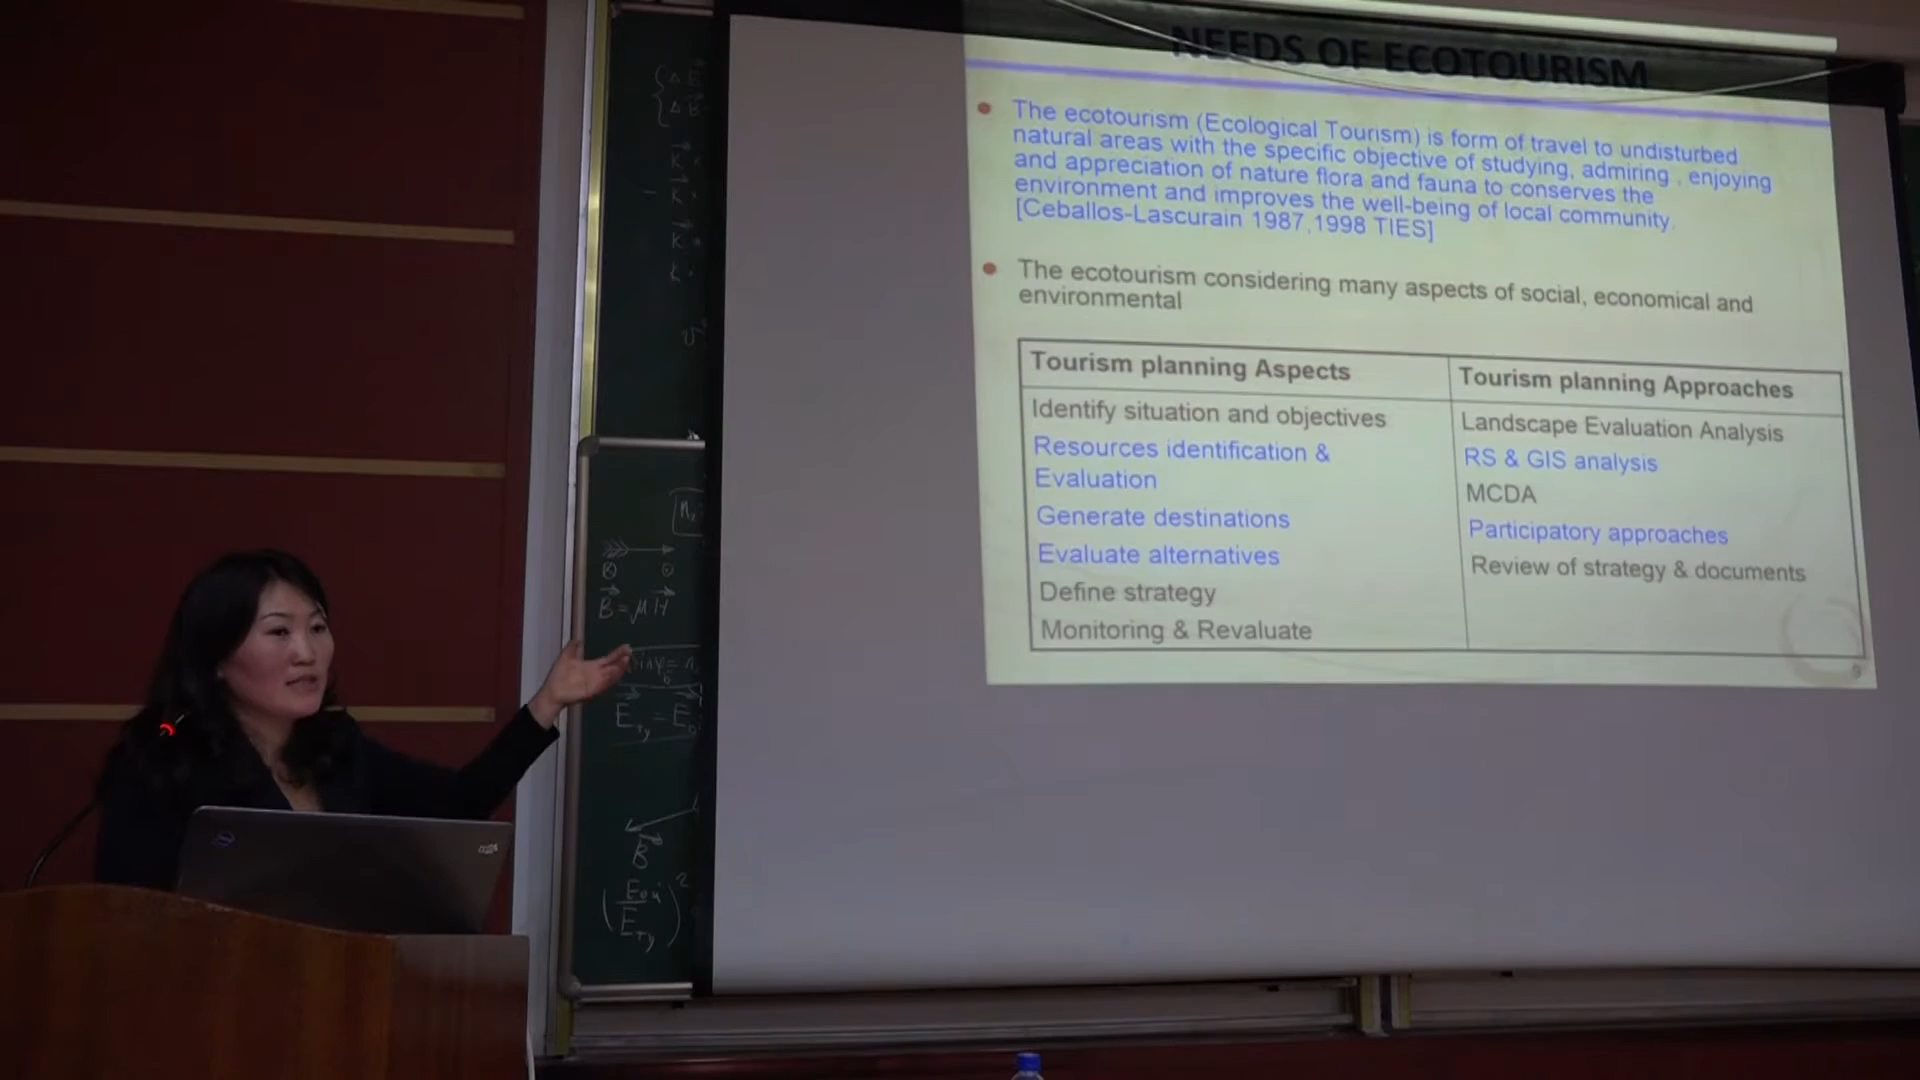 NEEDS OF ECOTOURISM
The ecotourism (Ecological Tourism) is form of travel to undisturbed
natural areas with the specific objective of studying, admiring , enjoying
and appreciation of nature flora and fauna to conserves the
environment and improves the well-being of local community.
[Ceballos-Lascurain 1987,1998 TIES]
The ecotourism considering many aspects of social, economical and
environmental
Tourism planning Aspects
Identify situation and objectives
Resources identification &
Evaluation
Generate destinations
Evaluate alternatives
Define strategy
Monitoring & Revaluate
Tourism planning Approaches
Landscape Evaluation Analysis
RS & GIS analysis
MCDA
Participatory approaches
Review of strategy & documents
9
B = μH